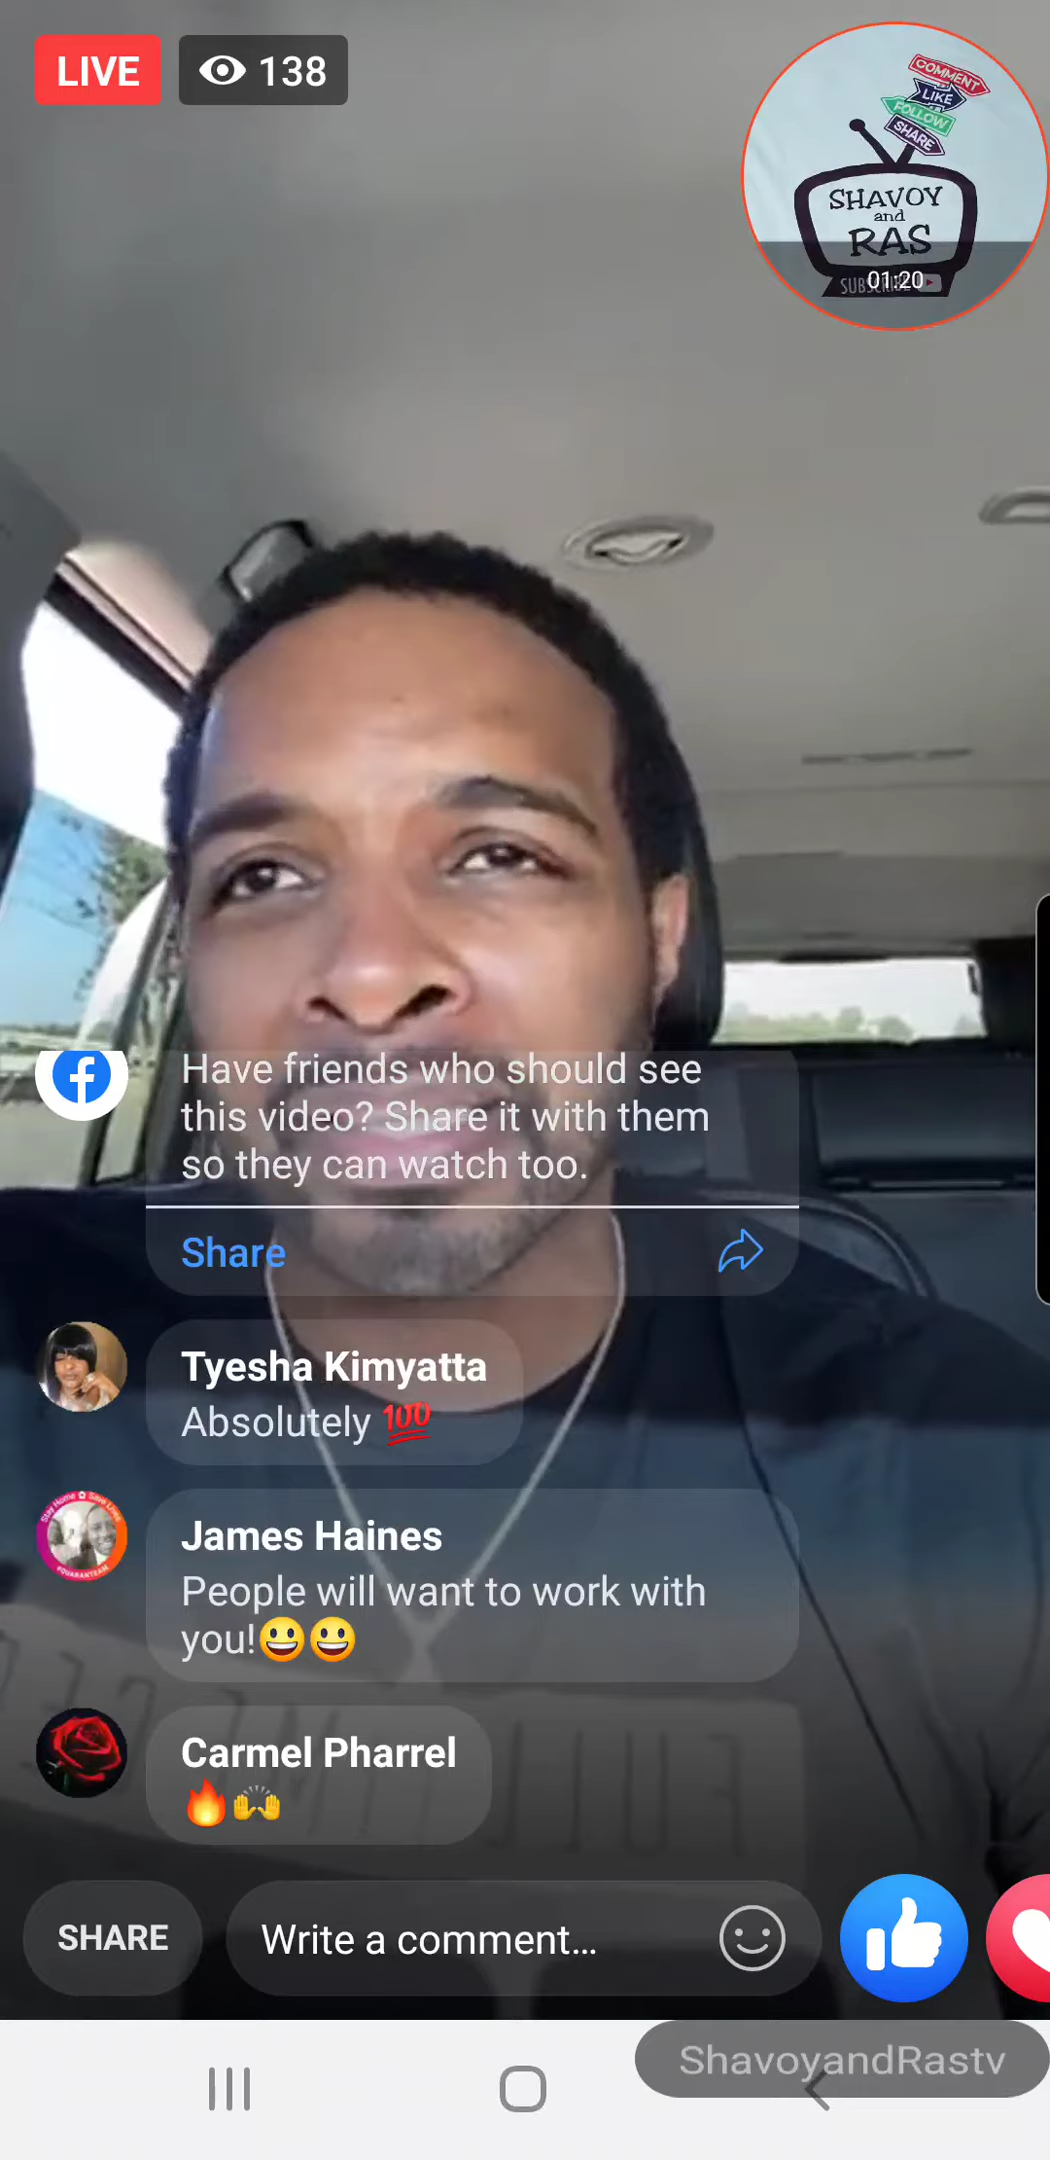 LIVE 138
COMMENT
LIKE
FOLLOW
SHARE
SHAVOY
and
RAS
01:20
Have friends who should see
this video? Share it with them
so they can watch too.
Share
Tyesha Kimyatta
Absolutely 💯
James Haines
People will want to work with
you!😃😃
Carmel Pharrel
🔥🙌
SHARE Write a comment...
ShavoyandRastv